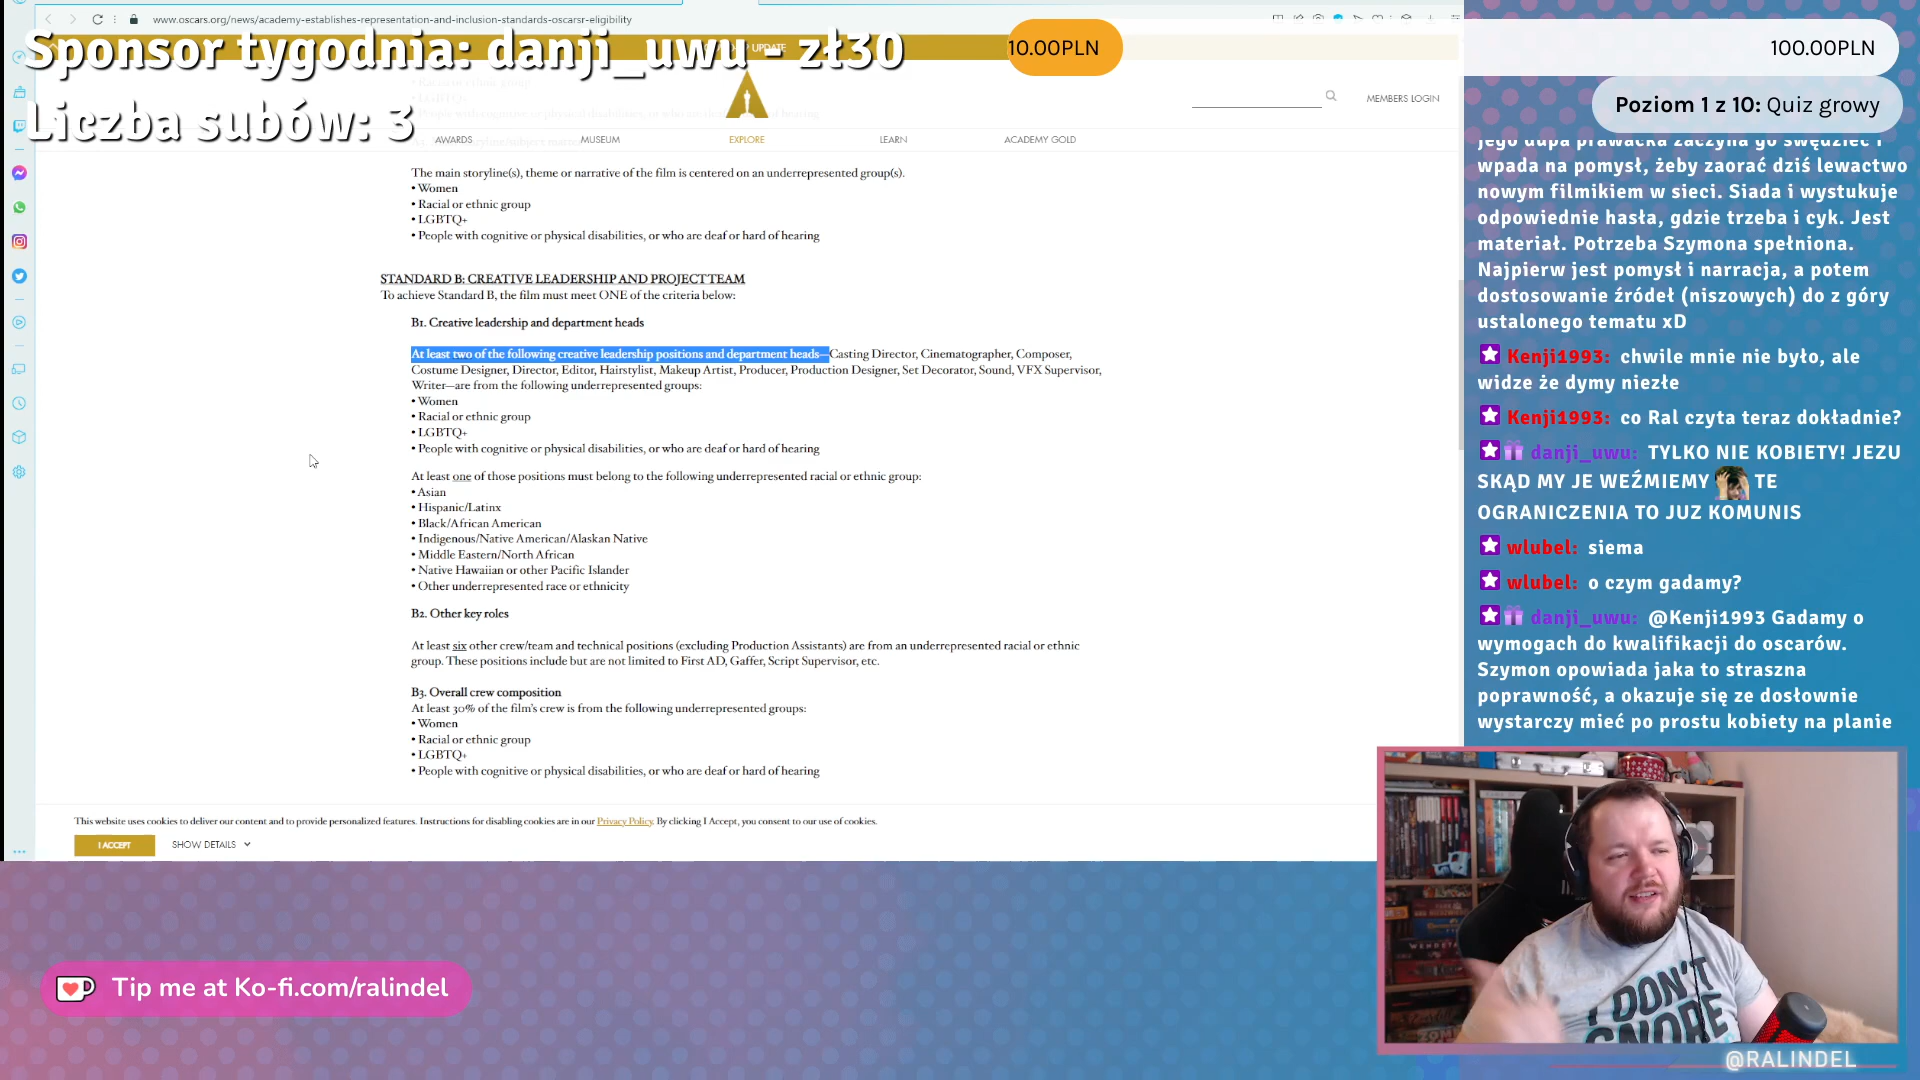 www.oscars.org/news/academy-establishes-representation-and-inclusion-standards-oscarsr-eligibility
Sponsor tygodnia: danji_uwu - zł30
Liczba subów: 3
UPDATE
10.00PLN
100.00PLN
Poziom 1 z 10: Quiz growy
MEMBERS LOGIN
AWARDS
MUSEUM
EXPLORE
LEARN
ACADEMY GOLD
The main storyline(s), theme or narrative of the film is centered on an underrepresented group(s).
• Women
• Racial or ethnic group
• LGBTQ+
• People with cognitive or physical disabilities, or who are deaf or hard of hearing
STANDARD B: CREATIVE LEADERSHIP AND PROJECT TEAM
To achieve Standard B, the film must meet ONE of the criteria below:
B1. Creative leadership and department heads
At least two of the following creative leadership positions and department heads—Casting Director, Cinematographer, Composer,
Costume Designer, Director, Editor, Hairstylist, Makeup Artist, Producer, Production Designer, Set Decorator, Sound, VFX Supervisor,
Writer—are from the following underrepresented groups:
• Women
• Racial or ethnic group
• LGBTQ+
• People with cognitive or physical disabilities, or who are deaf or hard of hearing
At least one of those positions must belong to the following underrepresented racial or ethnic group:
• Asian
• Hispanic/Latinx
• Black/African American
• Indigenous/Native American/Alaskan Native
• Middle Eastern/North African
• Native Hawaiian or other Pacific Islander
• Other underrepresented race or ethnicity
B2. Other key roles
At least six other crew/team and technical positions (excluding Production Assistants) are from an underrepresented racial or ethnic
group. These positions include but are not limited to First AD, Gaffer, Script Supervisor, etc.
B3. Overall crew composition
At least 30% of the film's crew is from the following underrepresented groups:
• Women
• Racial or ethnic group
• LGBTQ+
• People with cognitive or physical disabilities, or who are deaf or hard of hearing
This website uses cookies to deliver our content and to provide personalized features. Instructions for disabling cookies are in our Privacy Policy. By clicking I Accept, you consent to our use of cookies.
I ACCEPT
SHOW DETAILS
jego dupa prawacka zaczyna go swędzieć i
wpada na pomysł, żeby zaorać dziś lewactwo
nowym filmikiem w sieci. Siada i wystukuje
odpowiednie hasła, gdzie trzeba i cyk. Jest
materiał. Potrzeba Szymona spełniona.
Najpierw jest pomysł i narracja, a potem
dostosowanie źródeł (niszowych) do z góry
ustalonego tematu xD
Kenji1993: chwile mnie nie było, ale
widze że dymy niezłe
Kenji1993: co Ral czyta teraz dokładnie?
danji_uwu: TYLKO NIE KOBIETY! JEZU
SKĄD MY JE WEŹMIEMY TE
OGRANICZENIA TO JUZ KOMUNIS
wlubel: siema
wlubel: o czym gadamy?
danji_uwu: @Kenji1993 Gadamy o
wymogach do kwalifikacji do oscarów.
Szymon opowiada jaka to straszna
poprawność, a okazuje się ze dosłownie
wystarczy mieć po prostu kobiety na planie
Tip me at Ko-fi.com/ralindel
I DON'T
IGNORE
@RALINDEL